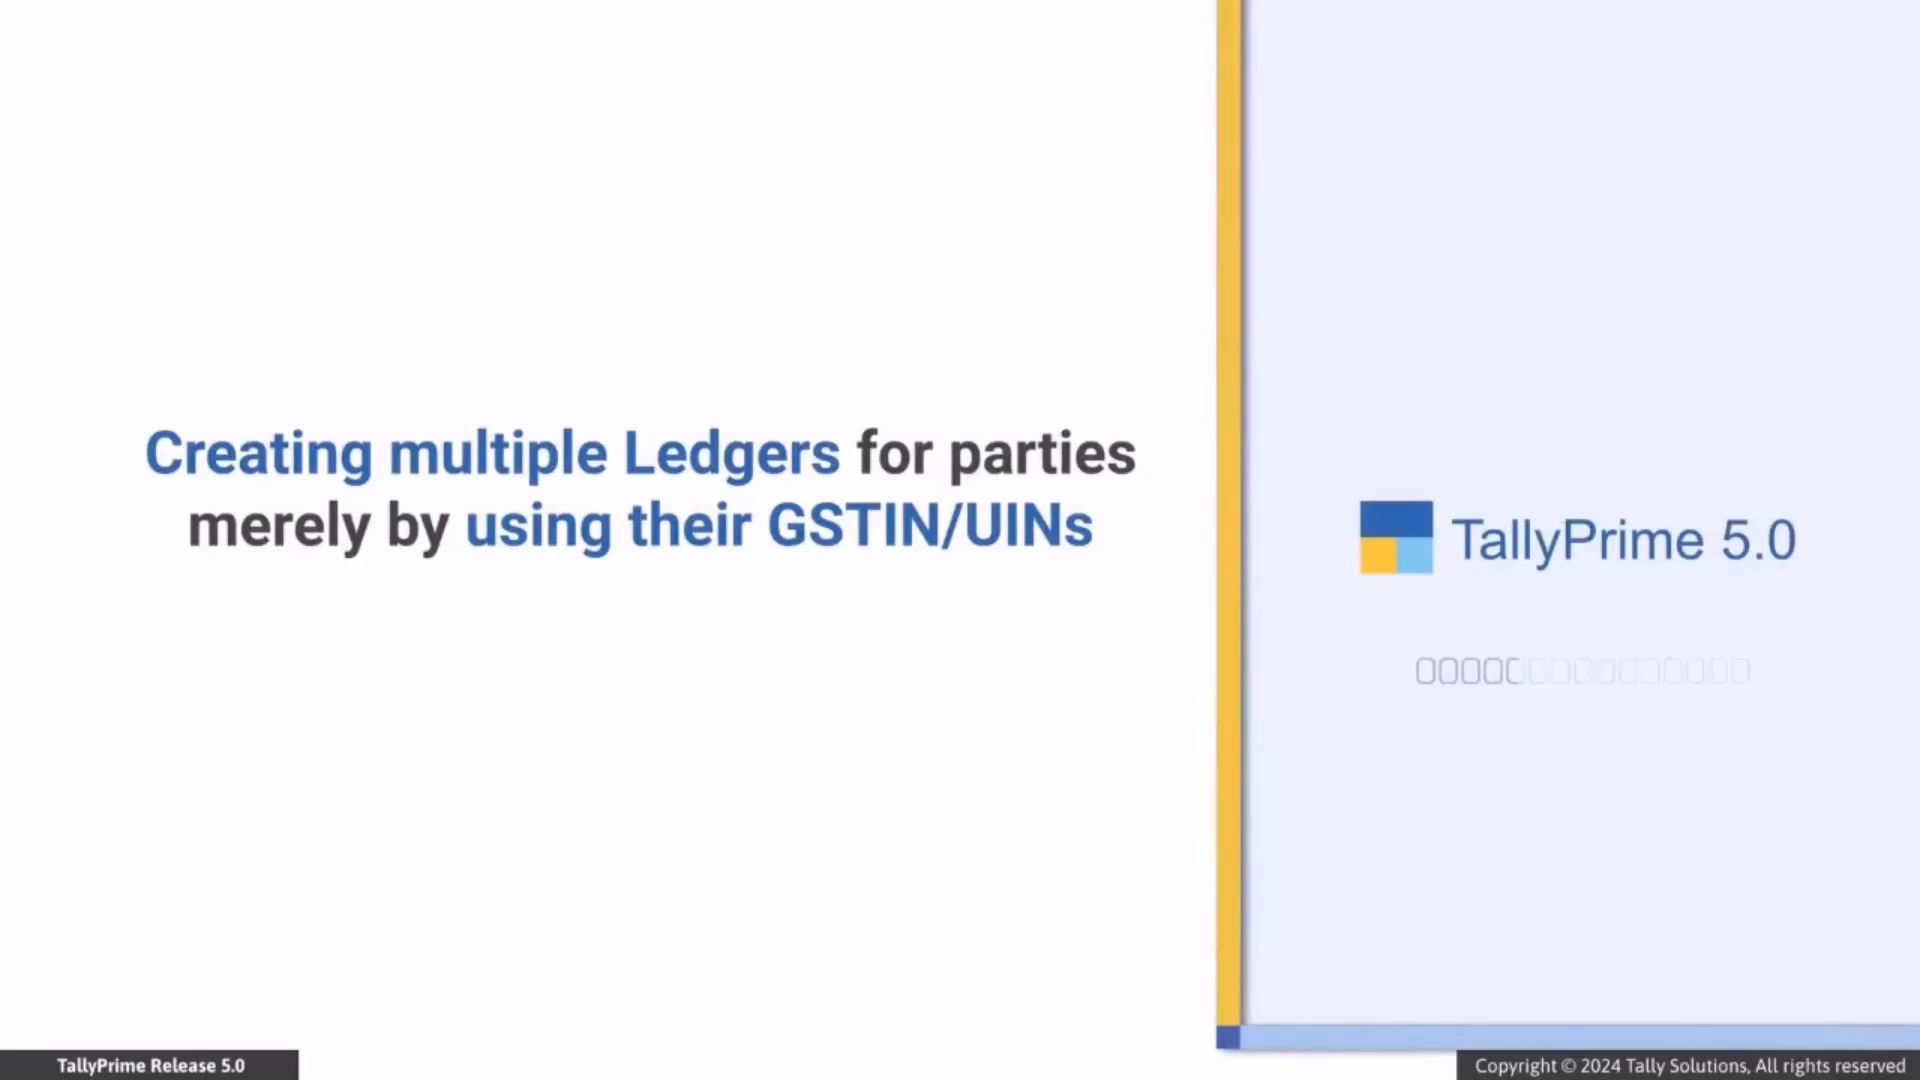 Creating multiple Ledgers for parties
merely by using their GSTIN/UINs
TallyPrime 5.0
TallyPrime Release 5.0
Copyright © 2024 Tally Solutions, All rights reserved